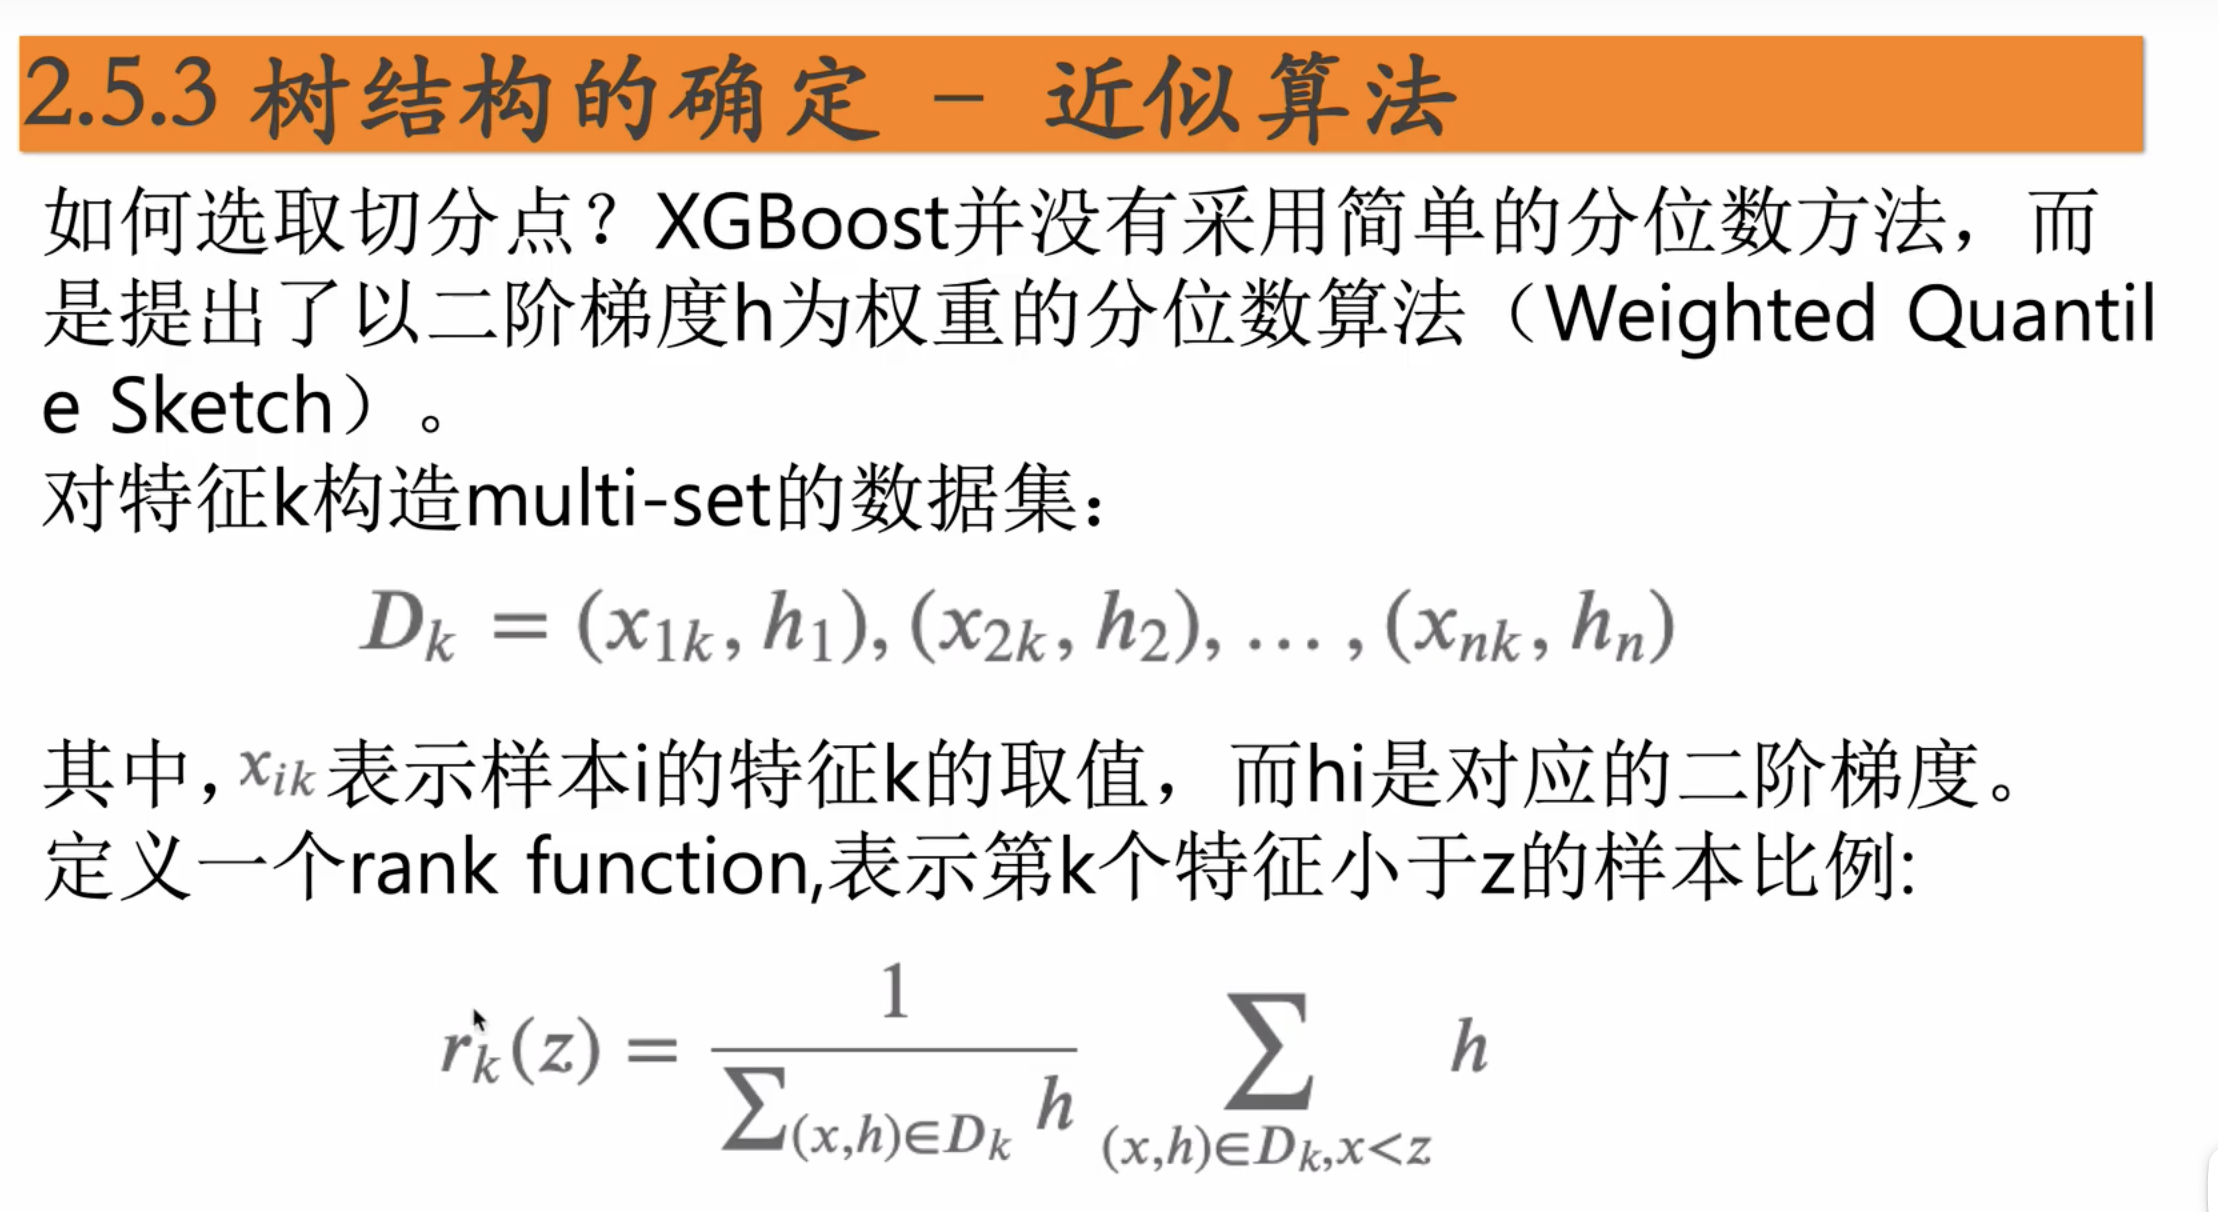 2.5.3 树结构的确定 - 近似算法
如何选取切分点？XGBoost并没有采用简单的分位数方法，而
是提出了以二阶梯度h为权重的分位数算法（Weighted Quantil
e Sketch）。
对特征k构造multi-set的数据集：
D_k = (x_{1k}, h_1), (x_{2k}, h_2), ..., (x_{nk}, h_n)
其中，x_{ik}表示样本i的特征k的取值，而hi是对应的二阶梯度。
定义一个rank function,表示第k个特征小于z的样本比例:
r_k(z) = \frac{1}{\sum_{(x,h)∈D_k} h} \sum_{(x,h)∈D_k,x<z} h